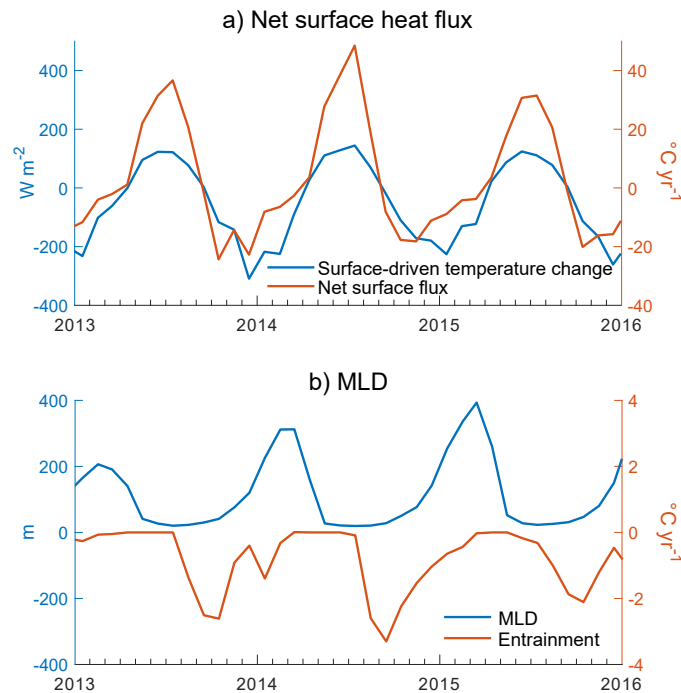 a) Net surface heat flux
400
200
0
-200
-400
W m-2
40
20
0
-20
-40
°C yr-1
Surface-driven temperature change
Net surface flux
2013
2014
2015
2016
b) MLD
400
200
0
-200
-400
m
4
2
0
-2
-4
°C yr-1
MLD
Entrainment
2013
2014
2015
2016